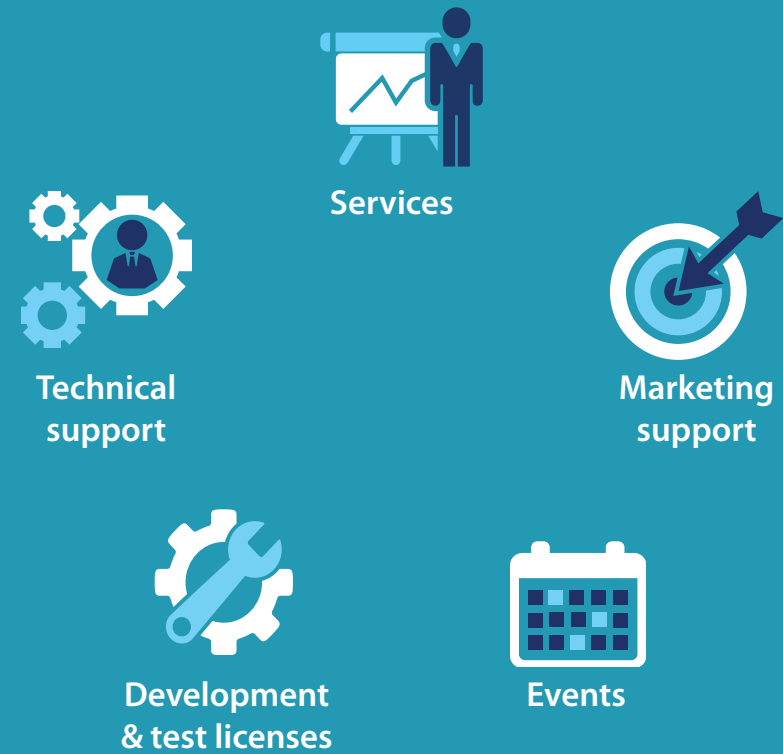 Services
Technical
support
Marketing
support
Development
& test licenses
Events